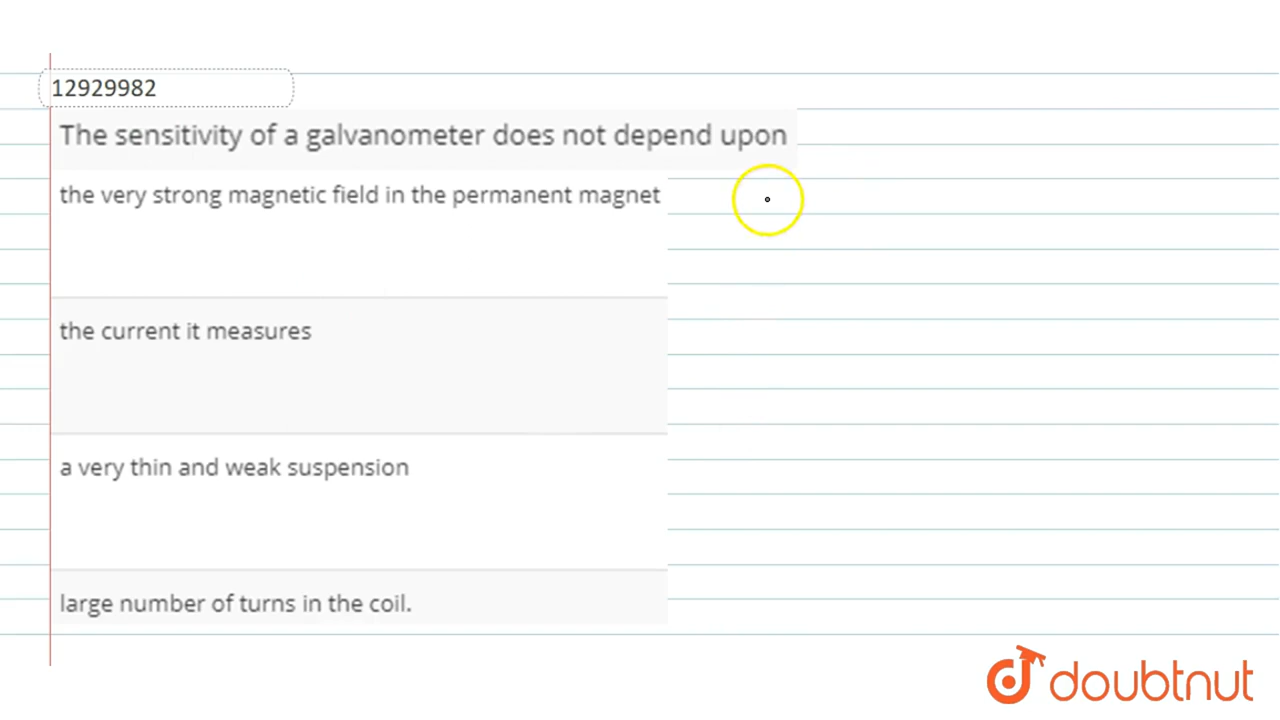 12929982
The sensitivity of a galvanometer does not depend upon
the very strong magnetic field in the permanent magnet
the current it measures
a very thin and weak suspension
large number of turns in the coil.
doubtnut